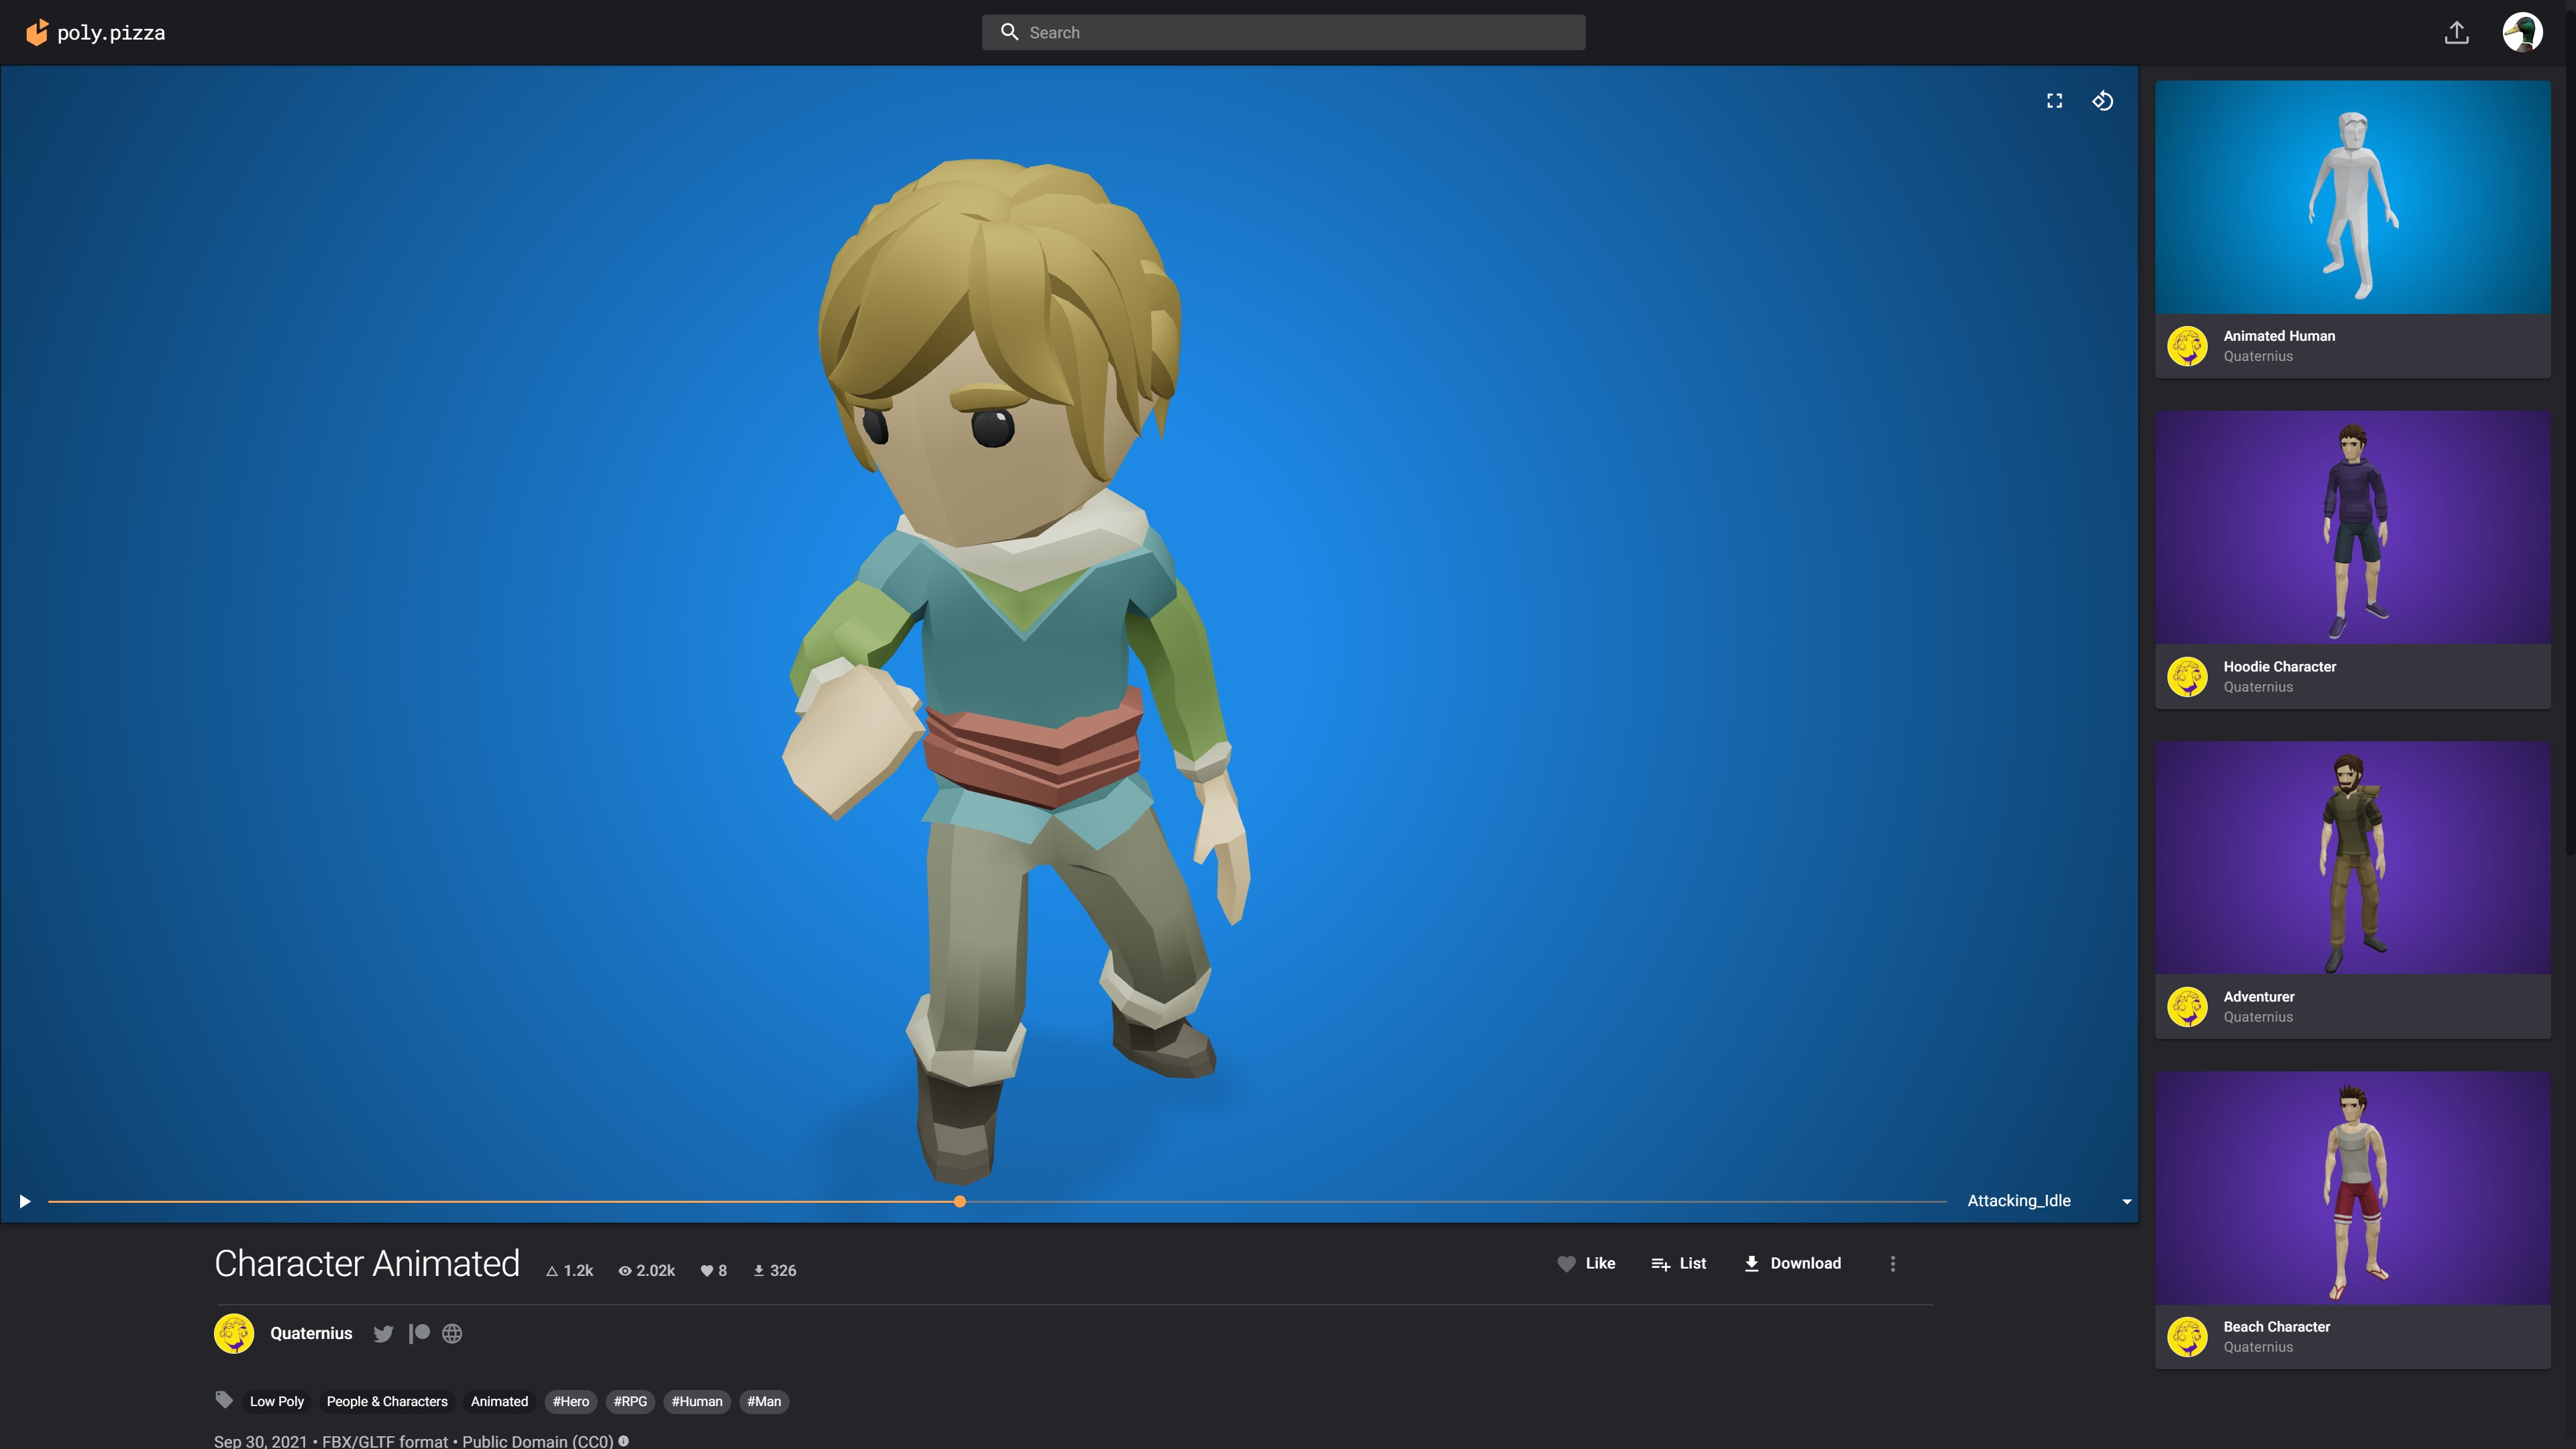 poly.pizza
Search
Attacking_Idle
Character Animated
1.2k
2.02k
8
326
Like
List
Download
Quaternius
Low Poly
People & Characters
Animated
#Hero
#RPG
#Human
#Man
Sep 30, 2021 • FBX/GLTF format • Public Domain (CC0)
Animated Human
Quaternius
Hoodie Character
Quaternius
Adventurer
Quaternius
Beach Character
Quaternius